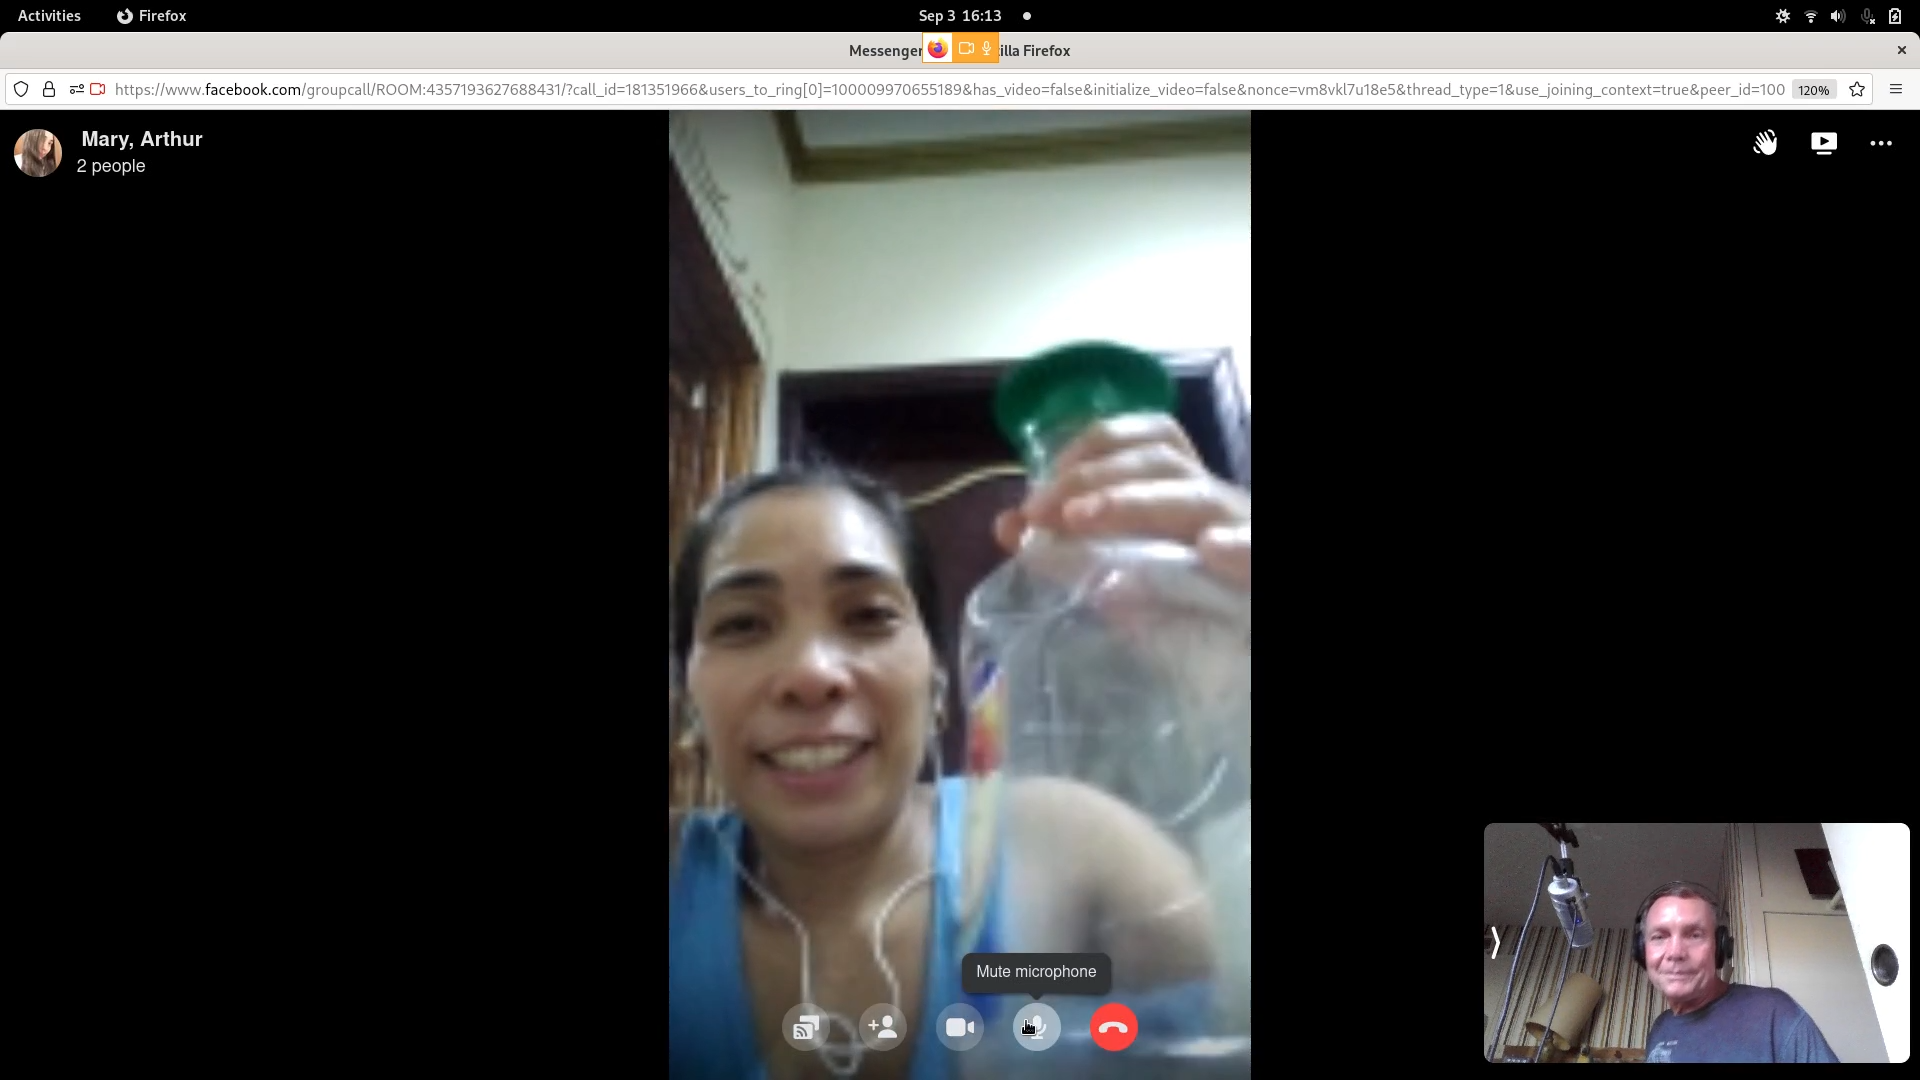 Activities
Firefox
Sep 3 16:13
Messenger
illa Firefox
https://www.facebook.com/groupcall/ROOM:4357193627688431/?call_id=181351966&users_to_ring[0]=100009970655189&has_video=false&initialize_video=false&nonce=vm8vkl7u18e5&thread_type=1&use_joining_context=true&peer_id=100
120%
Mary, Arthur
2 people
Mute microphone